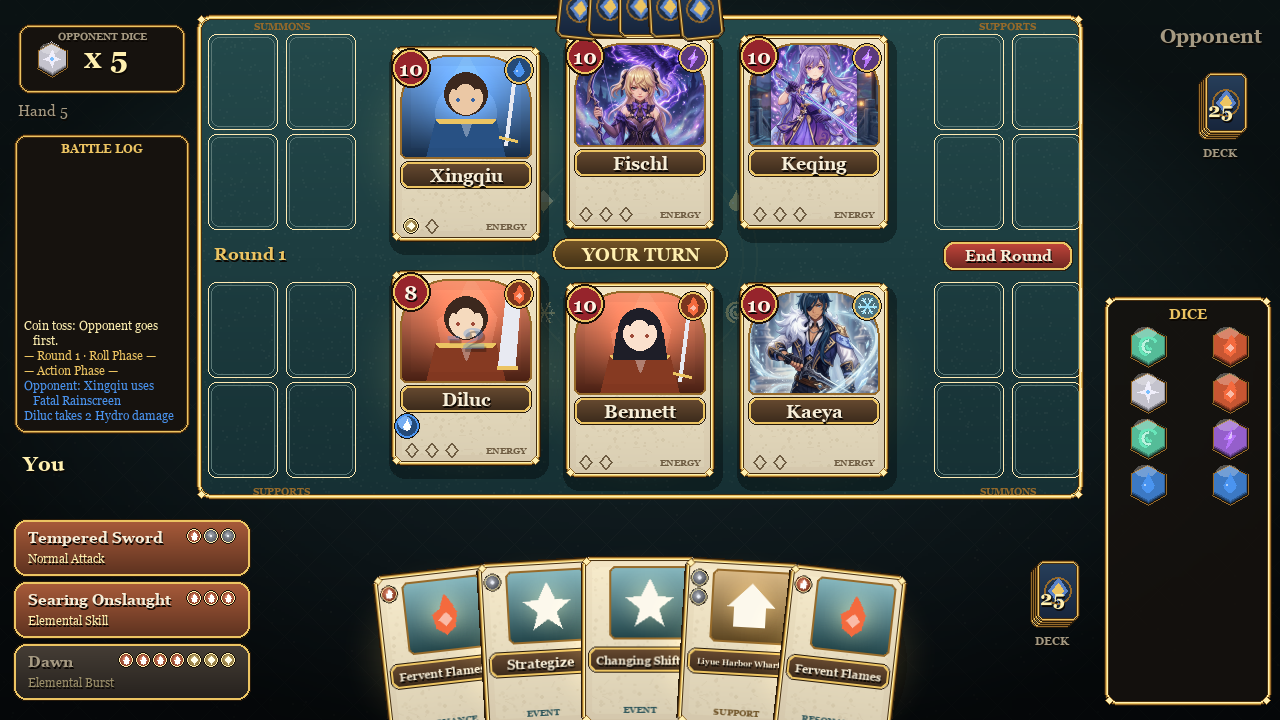 OPPONENT DICE
x 5
Hand 5
BATTLE LOG
Coin toss: Opponent goes
first.
— Round 1 · Roll Phase —
— Action Phase —
Opponent: Xingqiu uses
Fatal Rainscreen
Diluc takes 2 Hydro damage
You
SUMMONS
SUPPORTS
10
Xingqiu
ENERGY
10
Fischl
ENERGY
10
Keqing
ENERGY
Round 1
YOUR TURN
End Round
8
Diluc
ENERGY
10
Bennett
ENERGY
10
Kaeya
ENERGY
SUPPORTS
SUMMONS
Opponent
25
DECK
DICE
Tempered Sword
Normal Attack
Searing Onslaught
Elemental Skill
Dawn
Elemental Burst
Fervent Flames
Strategize
EVENT
Changing Shift
EVENT
Liyue Harbor Wharf
SUPPORT
Fervent Flames
25
DECK